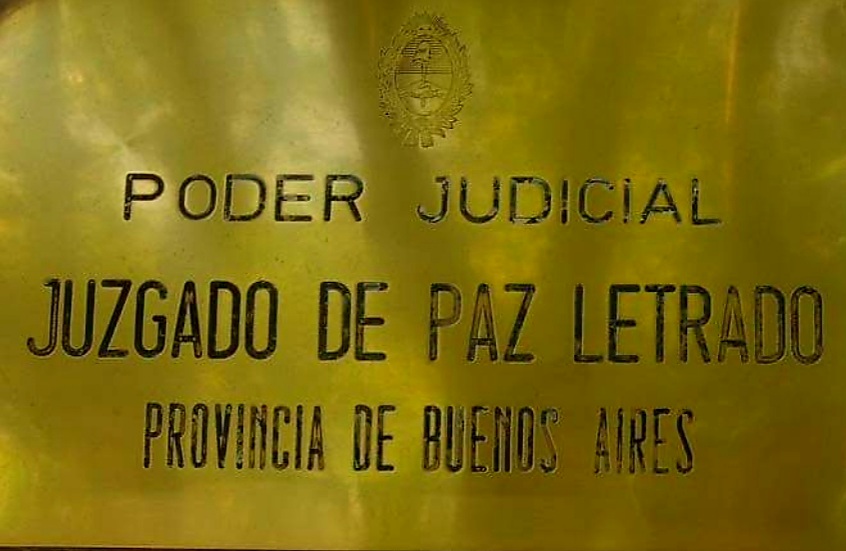 PODER JUDICIAL
JUZGADO DE PAZ LETRADO
PROVINCIA DE BUENOS AIRES